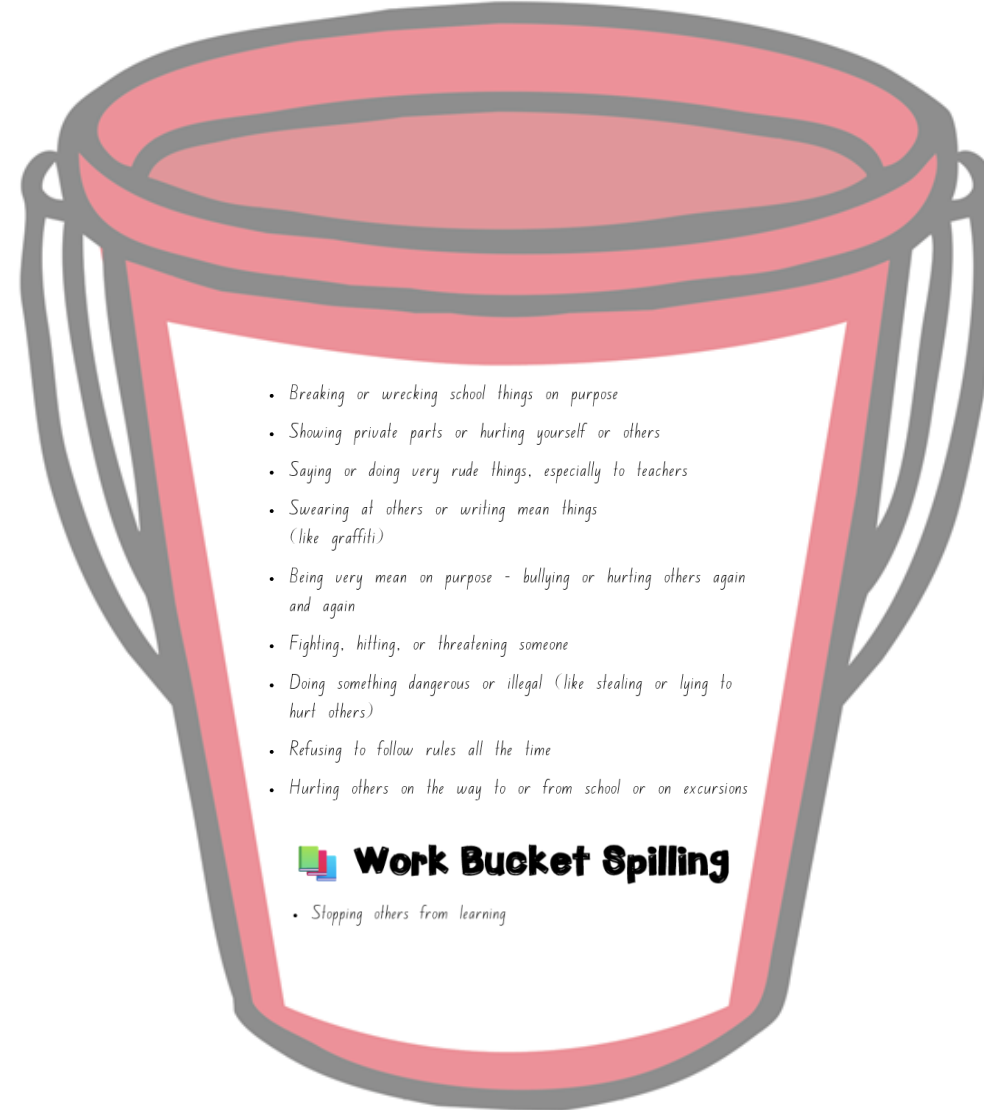 • Breaking or wrecking school things on purpose
• Showing private parts or hurting yourself or others
• Saying or doing very rude things, especially to teachers
• Swearing at others or writing mean things
(like graffiti)
• Being very mean on purpose - bullying or hurting others again
and again
• Fighting, hitting, or threatening someone
• Doing something dangerous or illegal (like stealing or lying to
hurt others)
• Refusing to follow rules all the time
• Hurting others on the way to or from school or on excursions
Work Bucket Spilling
• Stopping others from learning